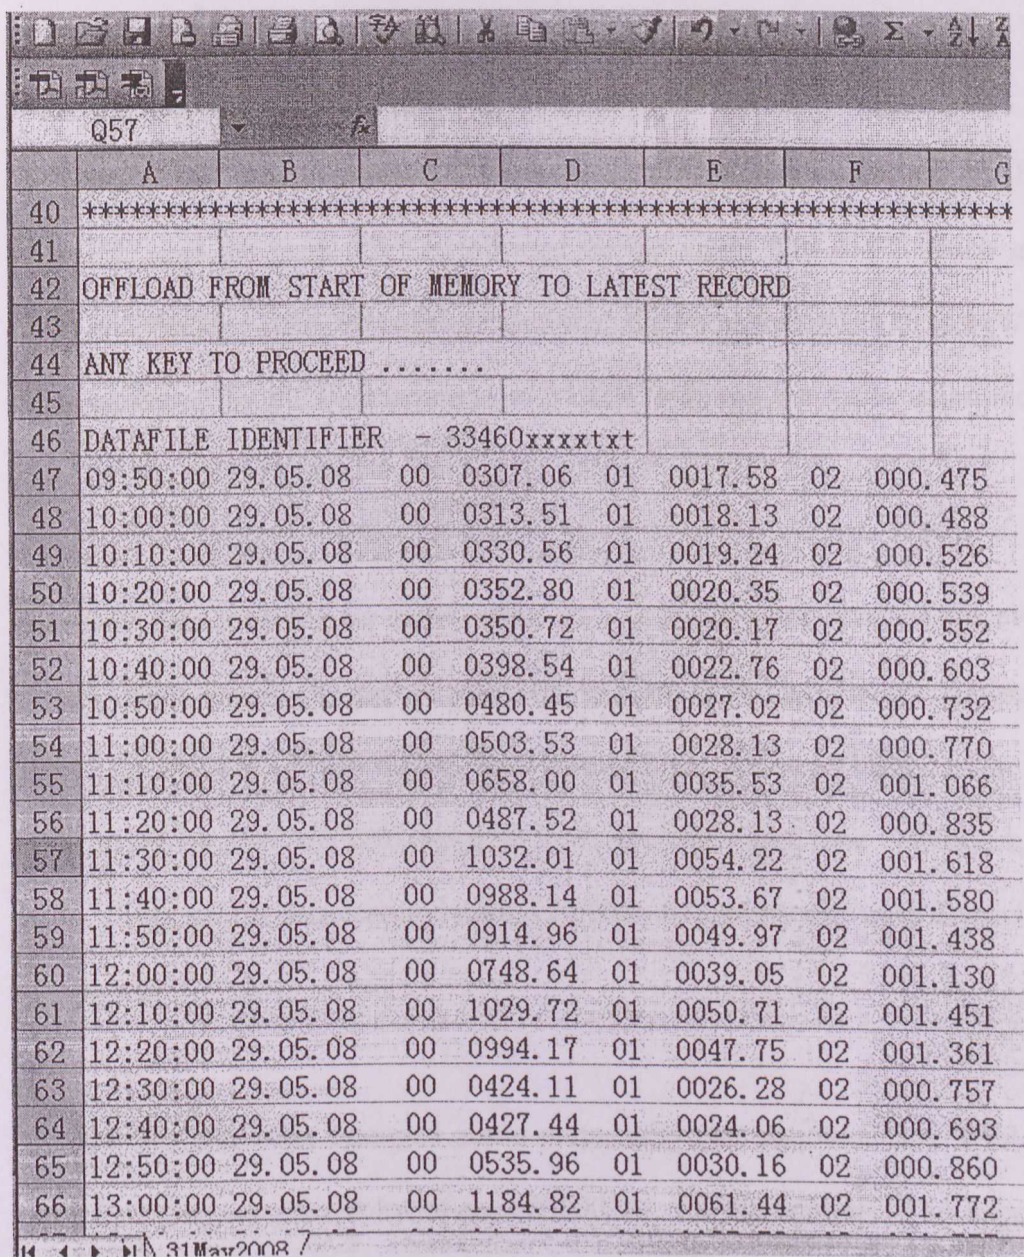 Q57 fx
A B C D E F G
40 *********************************************************************
41
42 OFFLOAD FROM START OF MEMORY TO LATEST RECORD
43
44 ANY KEY TO PROCEED .......
45
46 DATAFILE IDENTIFIER - 33460xxxxtxt
47 09:50:00 29.05.08 00 0307.06 01 0017.58 02 000.475
48 10:00:00 29.05.08 00 0313.51 01 0018.13 02 000.488
49 10:10:00 29.05.08 00 0330.56 01 0019.24 02 000.526
50 10:20:00 29.05.08 00 0352.80 01 0020.35 02 000.539
51 10:30:00 29.05.08 00 0350.72 01 0020.17 02 000.552
52 10:40:00 29.05.08 00 0398.54 01 0022.76 02 000.603
53 10:50:00 29.05.08 00 0480.45 01 0027.02 02 000.732
54 11:00:00 29.05.08 00 0503.53 01 0028.13 02 000.770
55 11:10:00 29.05.08 00 0658.00 01 0035.53 02 001.066
56 11:20:00 29.05.08 00 0487.52 01 0028.13 02 000.835
57 11:30:00 29.05.08 00 1032.01 01 0054.22 02 001.618
58 11:40:00 29.05.08 00 0988.14 01 0053.67 02 001.580
59 11:50:00 29.05.08 00 0914.96 01 0049.97 02 001.438
60 12:00:00 29.05.08 00 0748.64 01 0039.05 02 001.130
61 12:10:00 29.05.08 00 1029.72 01 0050.71 02 001.451
62 12:20:00 29.05.08 00 0994.17 01 0047.75 02 001.361
63 12:30:00 29.05.08 00 0424.11 01 0026.28 02 000.757
64 12:40:00 29.05.08 00 0427.44 01 0024.06 02 000.693
65 12:50:00 29.05.08 00 0535.96 01 0030.16 02 000.860
66 13:00:00 29.05.08 00 1184.82 01 0061.44 02 001.772
31May2008